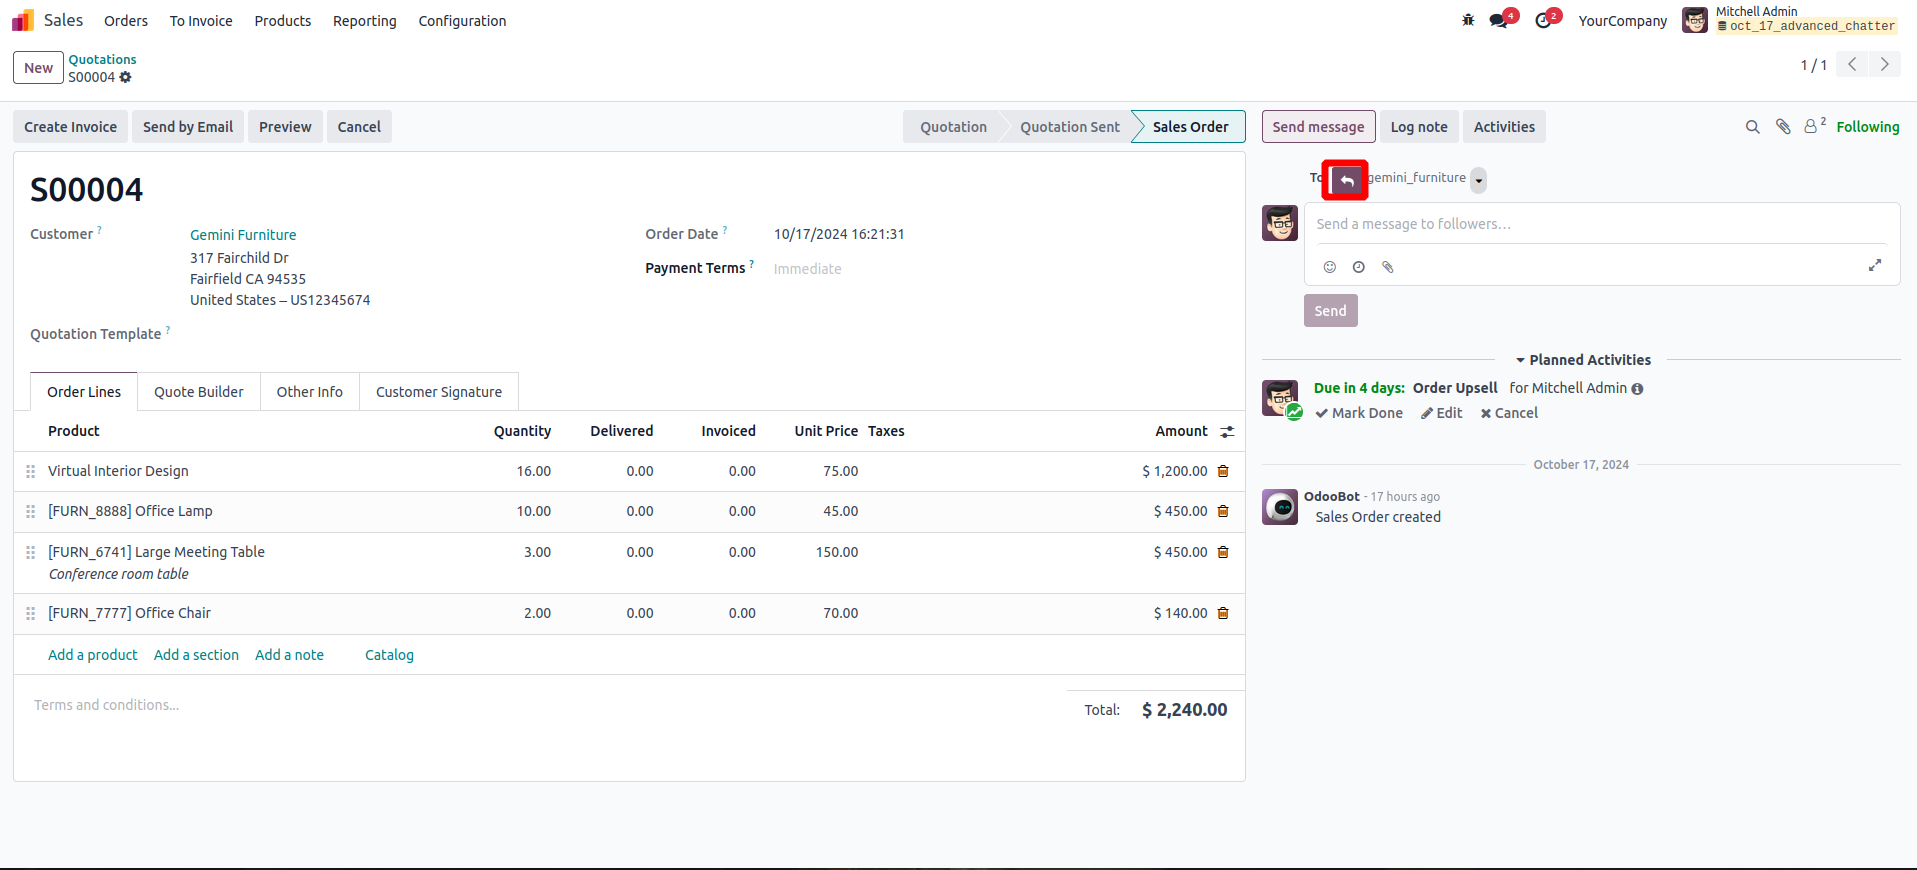 Sales Orders To Invoice Products Reporting Configuration 4 2 YourCompany Mitchell Admin
oct_17_advanced_chatter
New Quotations
S00004
1 / 1
Create Invoice Send by Email Preview Cancel Quotation Quotation Sent Sales Order Send message Log note Activities 2 Following
S00004
Customer ? Gemini Furniture
317 Fairchild Dr
Fairfield CA 94535
United States – US12345674
Order Date ? 10/17/2024 16:21:31
Payment Terms ? Immediate
Quotation Template ?
Order Lines Quote Builder Other Info Customer Signature
Product Quantity Delivered Invoiced Unit Price Taxes Amount
Virtual Interior Design 16.00 0.00 0.00 75.00 $ 1,200.00
[FURN_8888] Office Lamp 10.00 0.00 0.00 45.00 $ 450.00
[FURN_6741] Large Meeting Table 3.00 0.00 0.00 150.00 $ 450.00
Conference room table
[FURN_7777] Office Chair 2.00 0.00 0.00 70.00 $ 140.00
Add a product Add a section Add a note Catalog
Terms and conditions...
Total: $ 2,240.00
To gemini_furniture
Send a message to followers...
Send
Planned Activities
Due in 4 days: Order Upsell for Mitchell Admin
Mark Done Edit Cancel
October 17, 2024
OdooBot - 17 hours ago
Sales Order created